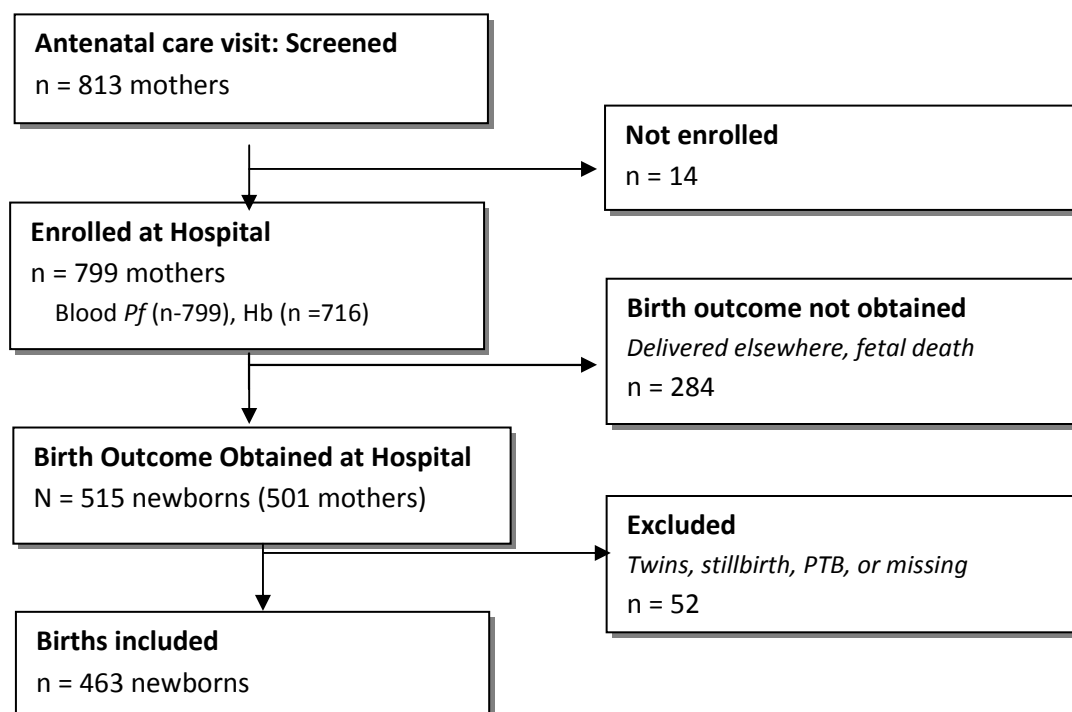 Antenatal care visit: Screened
n = 813 mothers
Not enrolled
n = 14
Enrolled at Hospital
n = 799 mothers
Blood Pf (n-799), Hb (n =716)
Birth outcome not obtained
Delivered elsewhere, fetal death
n = 284
Birth Outcome Obtained at Hospital
N = 515 newborns (501 mothers)
Excluded
Twins, stillbirth, PTB, or missing
n = 52
Births included
n = 463 newborns